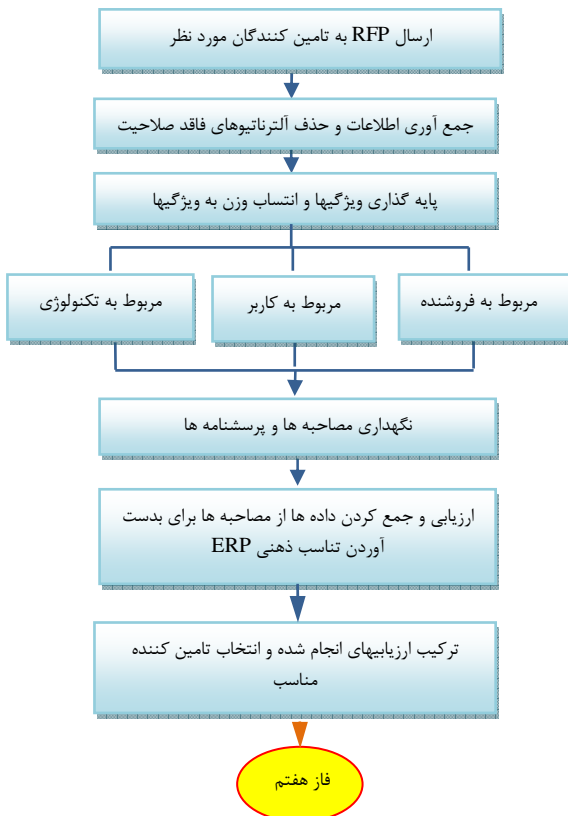 ارسال RFP به تامین کنندگان مورد نظر
جمع آوری اطلاعات و حذف آلترناتیوهای فاقد صلاحیت
پایه گذاری ویژگیها و انتساب وزن به ویژگیها
مربوط به فروشنده
مربوط به کاربر
مربوط به تکنولوژی
نگهداری مصاحبه ها و پرسشنامه ها
ارزیابی و جمع کردن داده ها از مصاحبه ها برای بدست
آوردن تناسب ذهنی ERP
ترکیب ارزیابیهای انجام شده و انتخاب تامین کننده
مناسب
فاز هفتم